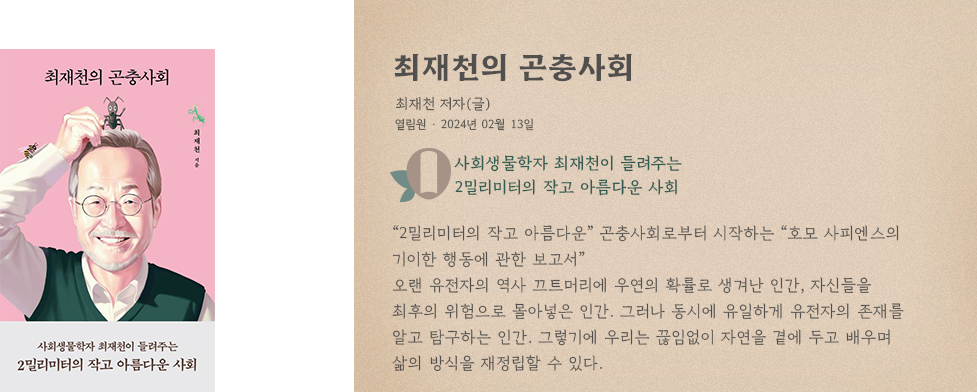 최재천의 곤충사회
최재천 지음
사회생물학자 최재천이 들려주는
2밀리미터의 작고 아름다운 사회
최재천의 곤충사회
최재천 저자(글)
열림원 · 2024년 02월 13일
사회생물학자 최재천이 들려주는
2밀리미터의 작고 아름다운 사회
“2밀리미터의 작고 아름다운” 곤충사회로부터 시작하는 “호모 사피엔스의
기이한 행동에 관한 보고서”
오랜 유전자의 역사 끄트머리에 우연의 확률로 생겨난 인간, 자신들을
최후의 위험으로 몰아넣은 인간. 그러나 동시에 유일하게 유전자의 존재를
알고 탐구하는 인간. 그렇기에 우리는 끊임없이 자연을 곁에 두고 배우며
삶의 방식을 재정립할 수 있다.